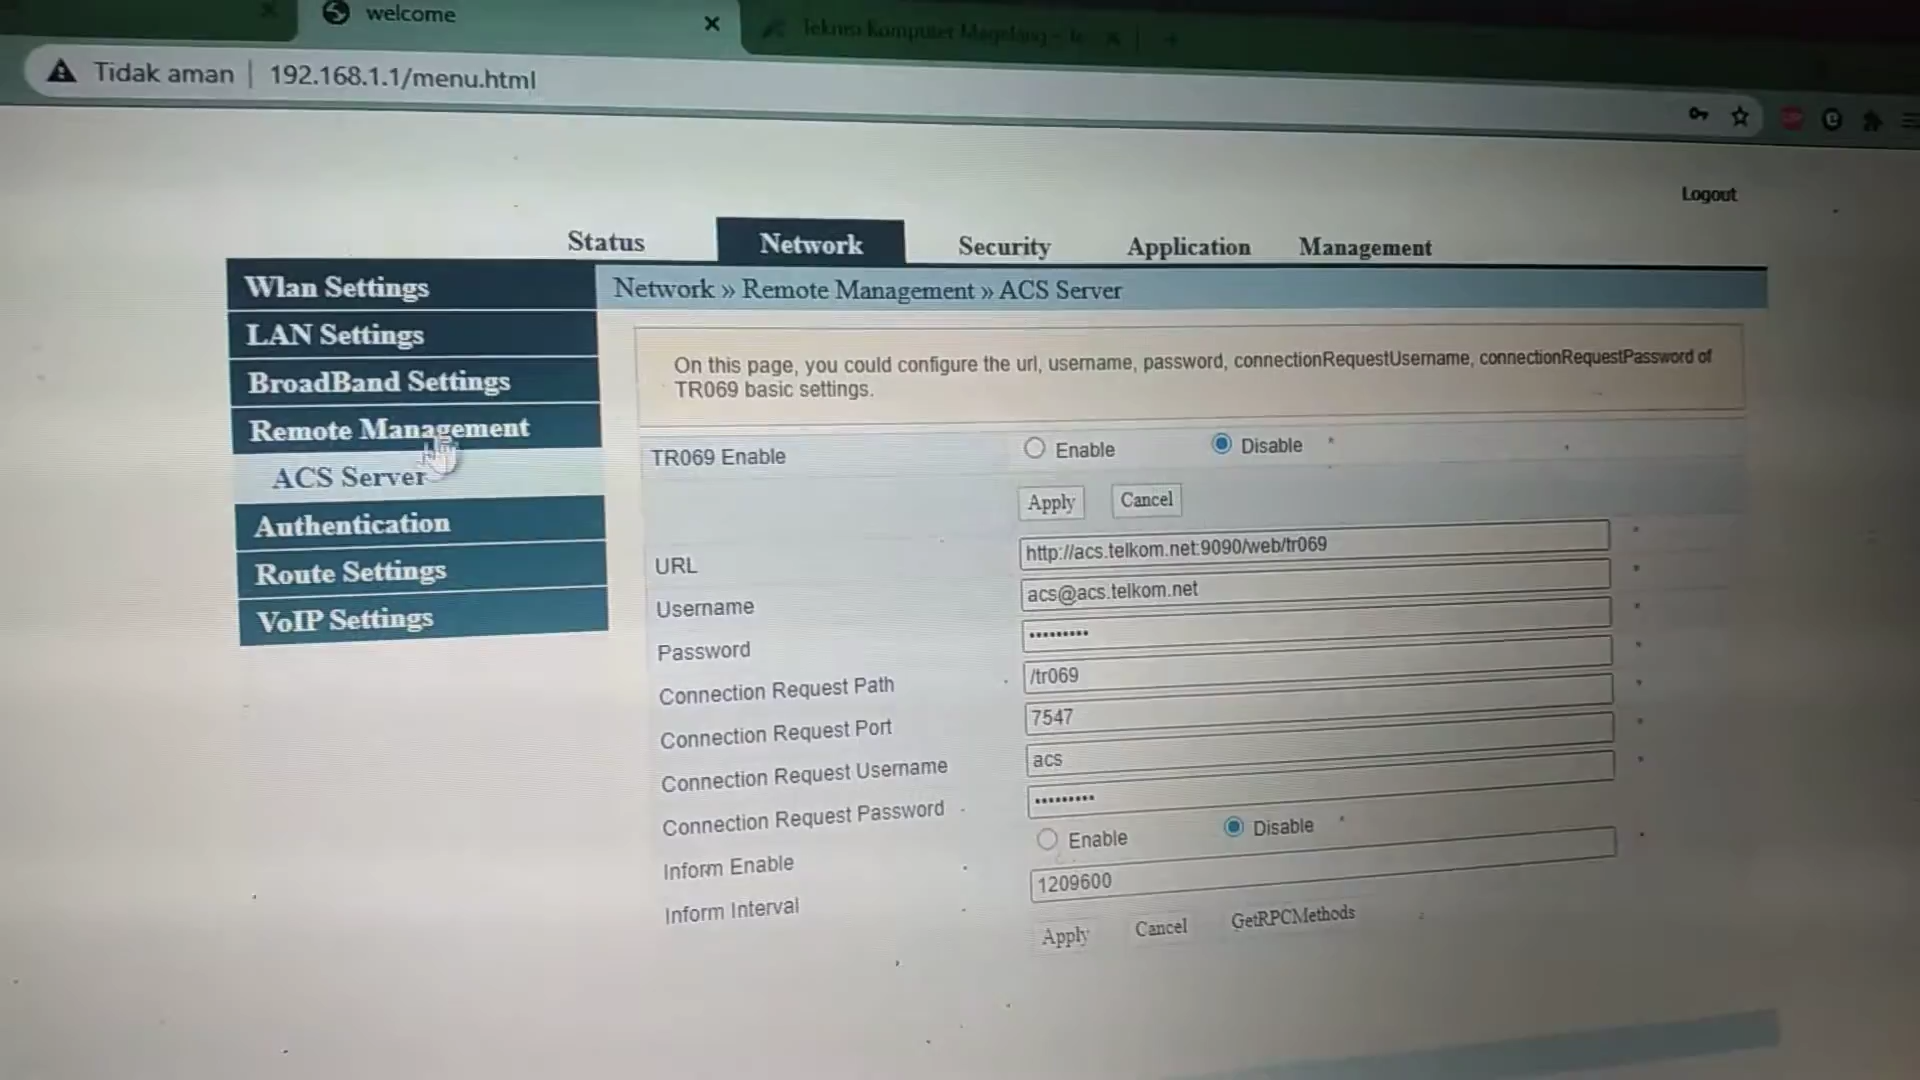 welcome
Teknisi Komputer Magelang - Te
Tidak aman | 192.168.1.1/menu.html
Logout
Status Network Security Application Management
Wlan Settings
LAN Settings
BroadBand Settings
Remote Management
ACS Server
Authentication
Route Settings
VoIP Settings
Network » Remote Management » ACS Server
On this page, you could configure the url, username, password, connectionRequestUsername, connectionRequestPassword of
TR069 basic settings.
TR069 Enable Enable Disable *
Apply Cancel
URL http://acs.telkom.net:9090/web/tr069 *
Username acs@acs.telkom.net *
Password ••••••••• *
Connection Request Path /tr069 *
Connection Request Port 7547 *
Connection Request Username acs *
Connection Request Password ••••••••• *
Inform Enable Enable Disable *
Inform Interval 1209600 *
Apply Cancel GetRPCMethods